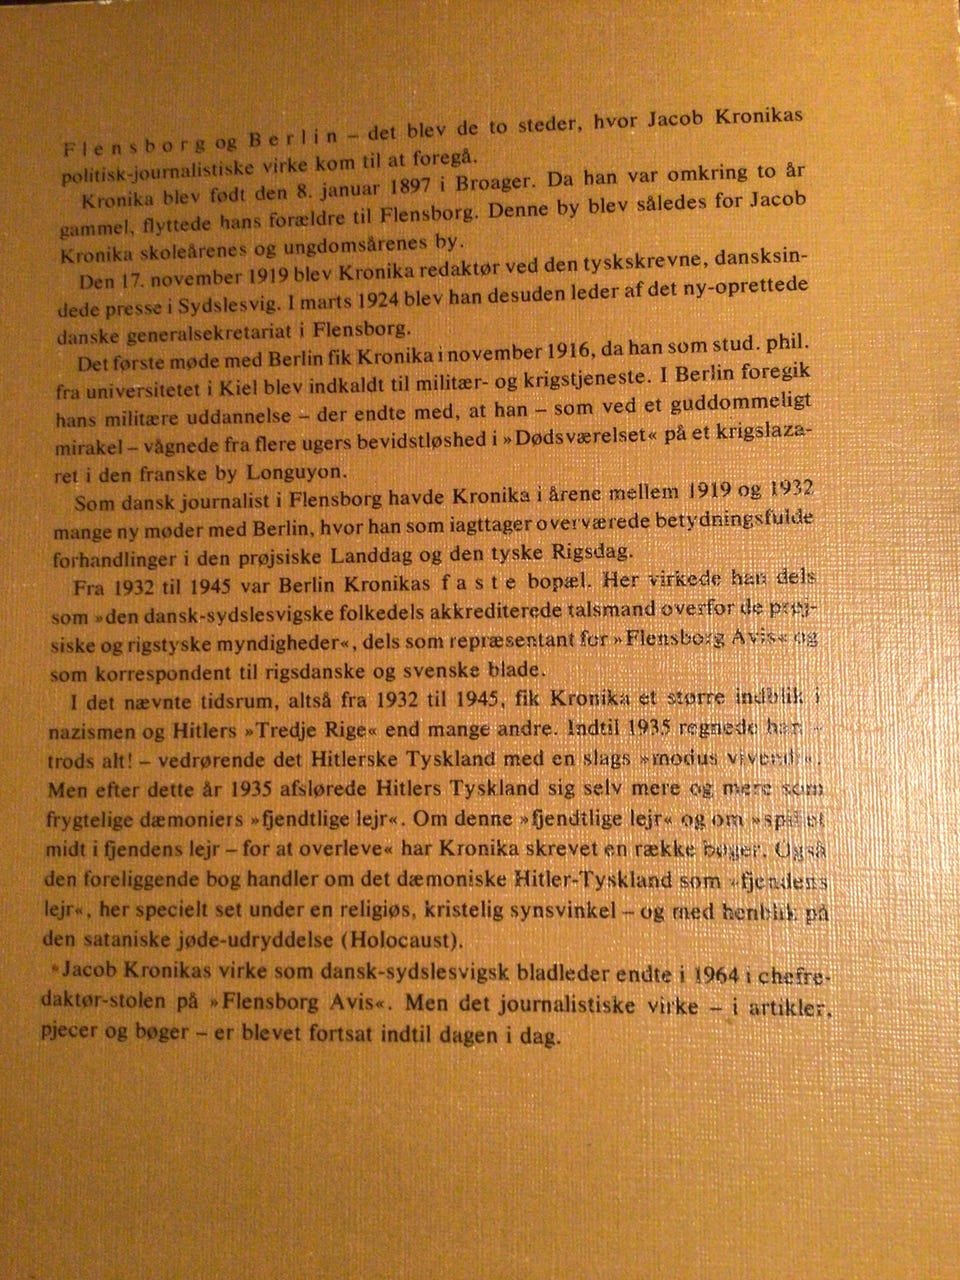 F l e n s b o r g og B e r l i n – det blev de to steder, hvor Jacob Kronikas
politisk-journalistiske virke kom til at foregå.
Kronika blev født den 8. januar 1897 i Broager. Da han var omkring to år
gammel, flyttede hans forældre til Flensborg. Denne by blev således for Jacob
Kronika skoleårenes og ungdomsårenes by.
Den 17. november 1919 blev Kronika redaktør ved den tyskskrevne, dansksin-
dede presse i Sydslesvig. I marts 1924 blev han desuden leder af det ny-oprettede
danske generalsekretariat i Flensborg.
Det første møde med Berlin fik Kronika i november 1916, da han som stud. phil.
fra universitetet i Kiel blev indkaldt til militær- og krigstjeneste. I Berlin foregik
hans militære uddannelse – der endte med, at han – som ved et guddommeligt
mirakel – vågnede fra flere ugers bevidstløshed i »Dødsværelset« på et krigslaza-
ret i den franske by Longuyon.
Som dansk journalist i Flensborg havde Kronika i årene mellem 1919 og 1932
mange ny møder med Berlin, hvor han som iagttager overværede betydningsfulde
forhandlinger i den prøjsiske Landdag og den tyske Rigsdag.
Fra 1932 til 1945 var Berlin Kronikas f a s t e bopæl. Her virkede han dels
som »den dansk-sydslesvigske folkedels akkrediterede talsmand overfor de prøj-
siske og rigstyske myndigheder«, dels som repræsentant for »Flensborg Avis« og
som korrespondent til rigsdanske og svenske blade.
I det nævnte tidsrum, altså fra 1932 til 1945, fik Kronika et større indblik i
nazismen og Hitlers »Tredje Rige« end mange andre. Indtil 1935 regnede han –
trods alt! – vedrørende det Hitlerske Tyskland med en slags »modus vivendi«.
Men efter dette år 1935 afslørede Hitlers Tyskland sig selv mere og mere som
frygtelige dæmoniers »fjendtlige lejr«. Om denne »fjendtlige lejr« og om »spillet
midt i fjendens lejr – for at overleve« har Kronika skrevet en række bøger. Også
den foreliggende bog handler om det dæmoniske Hitler-Tyskland som »fjendens
lejr«, her specielt set under en religiøs, kristelig synsvinkel – og med henblik på
den sataniske jøde-udryddelse (Holocaust).
Jacob Kronikas virke som dansk-sydslesvigsk bladleder endte i 1964 i chefre-
daktør-stolen på »Flensborg Avis«. Men det journalistiske virke – i artikler,
pjecer og bøger – er blevet fortsat indtil dagen i dag.